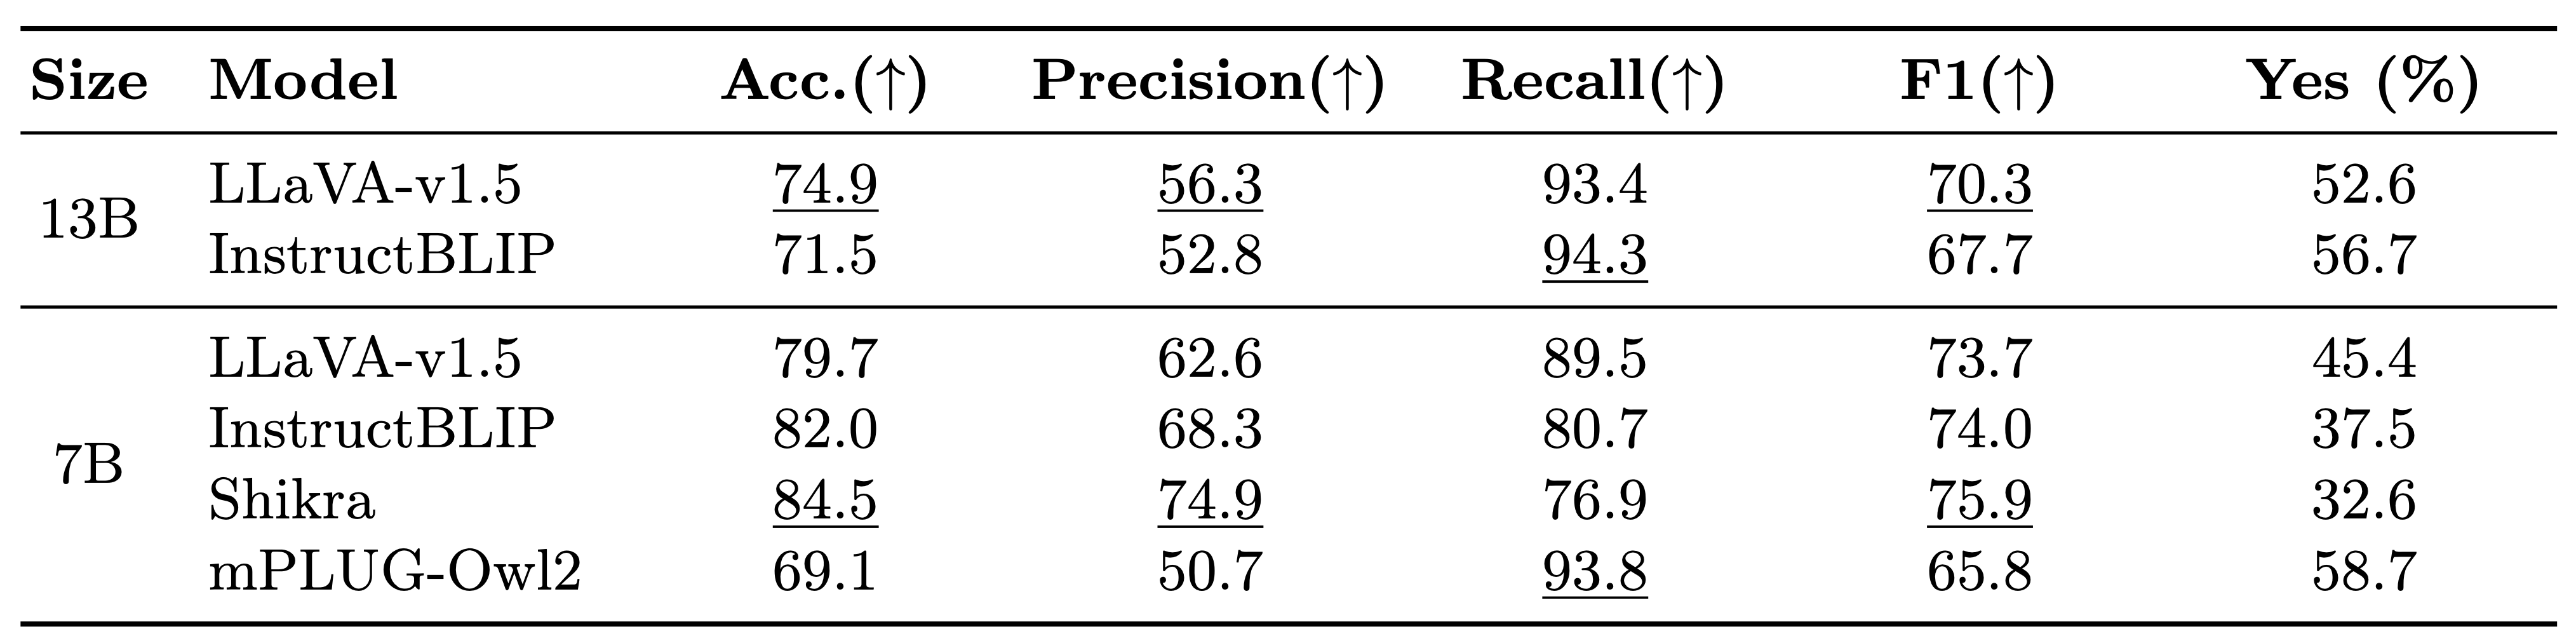 Size Model Acc.(↑) Precision(↑) Recall(↑) F1(↑) Yes (%)
13B LLaVA-v1.5 74.9 56.3 93.4 70.3 52.6
InstructBLIP 71.5 52.8 94.3 67.7 56.7
7B LLaVA-v1.5 79.7 62.6 89.5 73.7 45.4
InstructBLIP 82.0 68.3 80.7 74.0 37.5
Shikra 84.5 74.9 76.9 75.9 32.6
mPLUG-Owl2 69.1 50.7 93.8 65.8 58.7